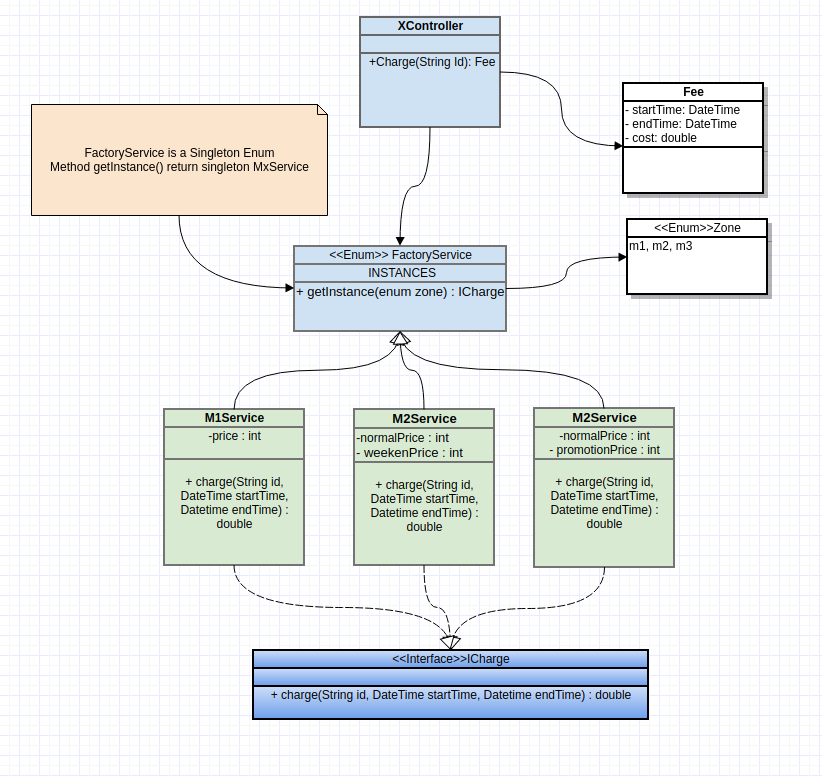 XController
+Charge(String Id): Fee
Fee
- startTime: DateTime
- endTime: DateTime
- cost: double
FactoryService is a Singleton Enum
Method getInstance() return singleton MxService
<<Enum>>Zone
m1, m2, m3
<<Enum>> FactoryService
INSTANCES
+ getInstance(enum zone) : ICharge
M1Service
-price : int
+ charge(String id,
DateTime startTime,
Datetime endTime) :
double
M2Service
-normalPrice : int
- weekenPrice : int
+ charge(String id,
DateTime startTime,
Datetime endTime) :
double
M2Service
-normalPrice : int
- promotionPrice : int
+ charge(String id,
DateTime startTime,
Datetime endTime) :
double
<<Interface>>ICharge
+ charge(String id, DateTime startTime, Datetime endTime) : double